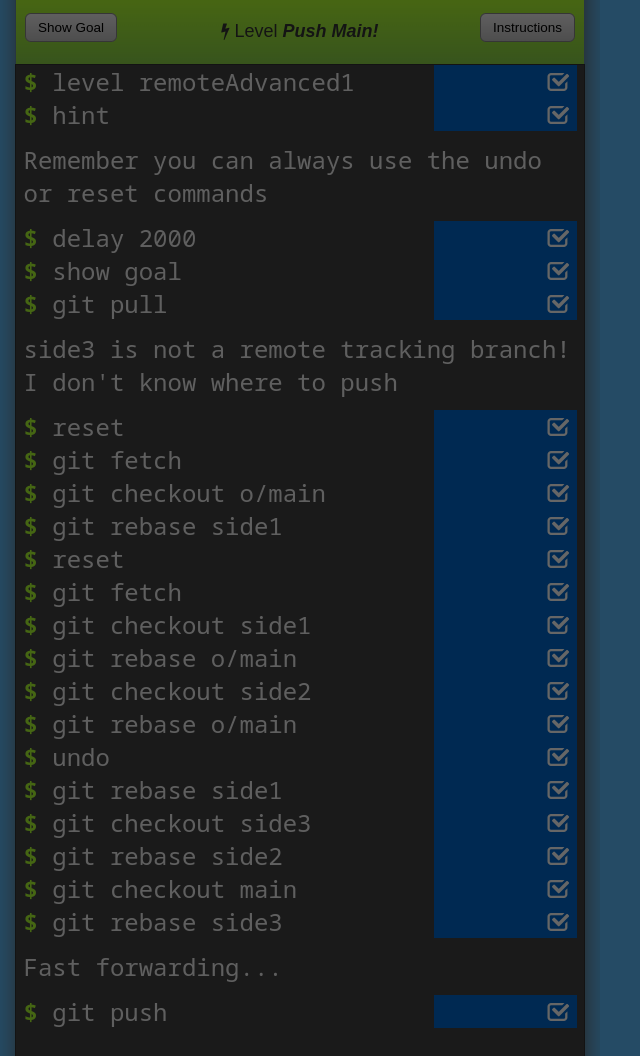 Show Goal
Level Push Main!
Instructions
$ level remoteAdvanced1
$ hint
Remember you can always use the undo
or reset commands
$ delay 2000
$ show goal
$ git pull
side3 is not a remote tracking branch!
I don't know where to push
$ reset
$ git fetch
$ git checkout o/main
$ git rebase side1
$ reset
$ git fetch
$ git checkout side1
$ git rebase o/main
$ git checkout side2
$ git rebase o/main
$ undo
$ git rebase side1
$ git checkout side3
$ git rebase side2
$ git checkout main
$ git rebase side3
Fast forwarding...
$ git push